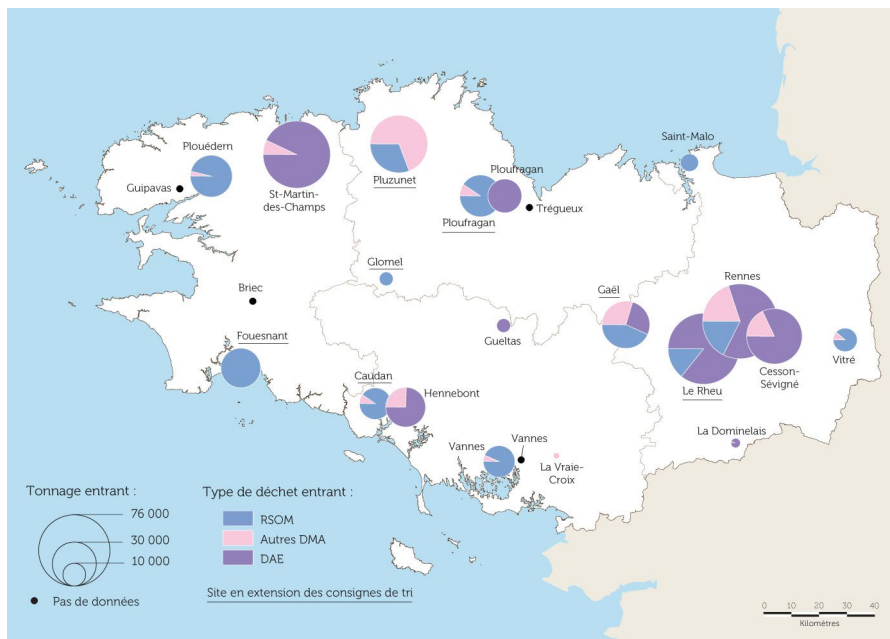 Saint-Malo
Plouédern
Guipavas
St-Martin-
des-Champs
Pluzunet
Ploufragan
Ploufragan
Trégueux
Glomel
Briec
Gaël
Rennes
Gueltas
Fouesnant
Cesson-
Sévigné
Vitré
Le Rheu
Caudan
Hennebont
La Dominelais
Vannes
Vannes
La Vraie-
Croix
Tonnage entrant :
76 000
30 000
10 000
Pas de données
Type de déchet entrant :
RSOM
Autres DMA
DAE
Site en extension des consignes de tri
0 10 20 30 40
Kilomètres